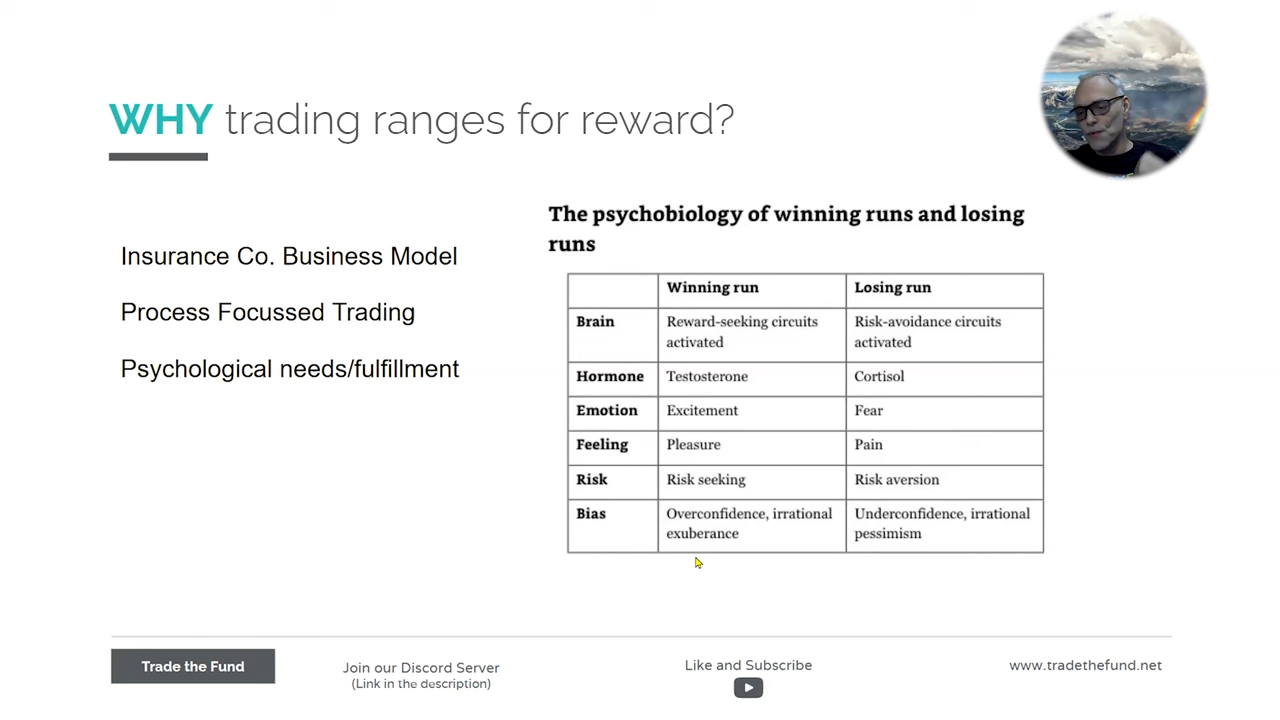 WHY trading ranges for reward?
Insurance Co. Business Model
Process Focussed Trading
Psychological needs/fulfillment
The psychobiology of winning runs and losing
runs
Winning run
Losing run
Brain
Reward-seeking circuits
activated
Risk-avoidance circuits
activated
Hormone
Testosterone
Cortisol
Emotion
Excitement
Fear
Feeling
Pleasure
Pain
Risk
Risk seeking
Risk aversion
Bias
Overconfidence, irrational
exuberance
Underconfidence, irrational
pessimism
Trade the Fund
Join our Discord Server
(Link in the description)
Like and Subscribe
www.tradethefund.net